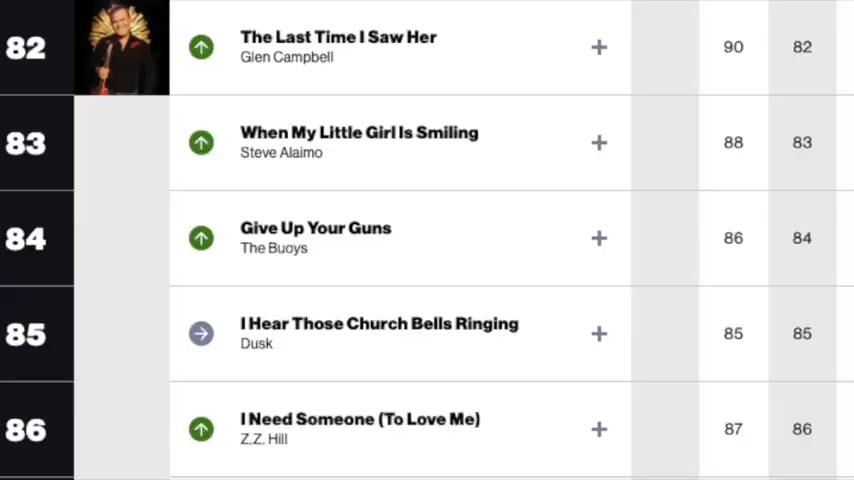 82
The Last Time I Saw Her
Glen Campbell
+
90
82
83
When My Little Girl Is Smiling
Steve Alaimo
+
88
83
84
Give Up Your Guns
The Buoys
+
86
84
85
I Hear Those Church Bells Ringing
Dusk
+
85
85
86
I Need Someone (To Love Me)
Z.Z. Hill
+
87
86